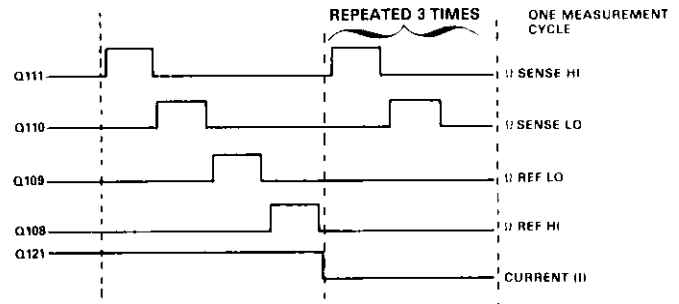 REPEATED 3 TIMES
ONE MEASUREMENT
CYCLE
Q111
Ω SENSE HI
Q110
Ω SENSE LO
Q109
Ω REF LO
Q108
Ω REF HI
Q121
CURRENT (I)